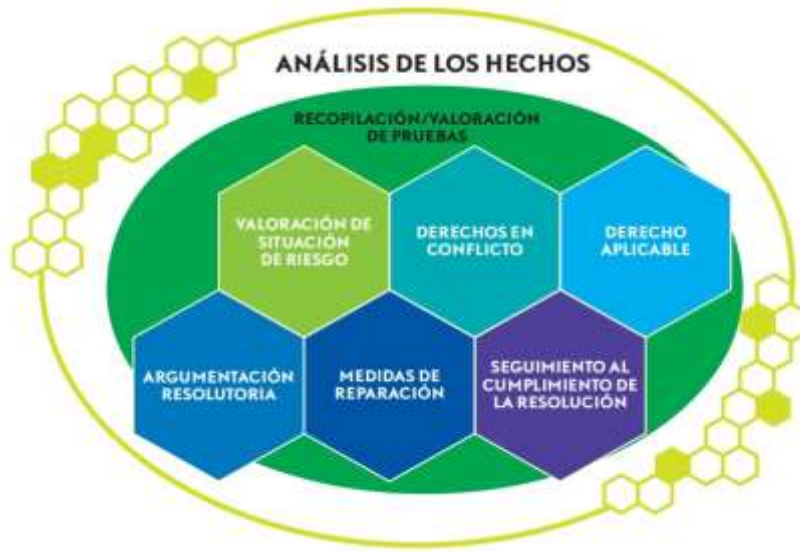 ANÁLISIS DE LOS HECHOS
RECOPILACIÓN/VALORACIÓN
DE PRUEBAS
VALORACIÓN DE
SITUACIÓN
DE RIESGO
DERECHOS EN
CONFLICTO
DERECHO
APLICABLE
ARGUMENTACIÓN
RESOLUTORIA
MEDIDAS DE
REPARACIÓN
SEGUIMIENTO AL
CUMPLIMIENTO DE
LA RESOLUCIÓN